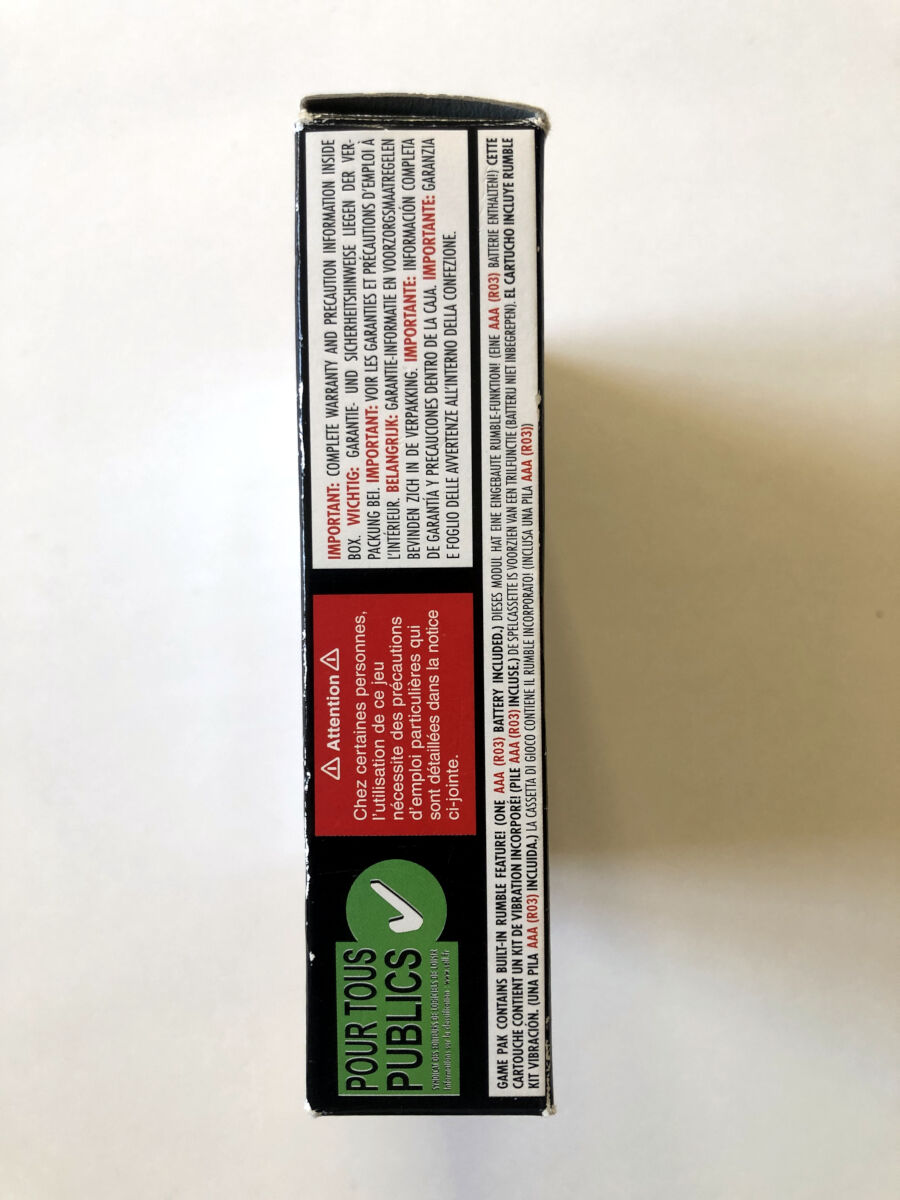 IMPORTANT: COMPLETE WARRANTY AND PRECAUTION INFORMATION INSIDE
BOX. WICHTIG: GARANTIE- UND SICHERHEITSHINWEISE LIEGEN DER VER-
PACKUNG BEI. IMPORTANT: VOIR LES GARANTIES ET PRÉCAUTIONS D'EMPLOI À
L'INTÉRIEUR. BELANGRIJK: GARANTIE-INFORMATIE EN VOORZORGSMAATREGELEN
BEVINDEN ZICH IN DE VERPAKKING. IMPORTANTE: INFORMACIÓN COMPLETA
DE GARANTÍA Y PRECAUCIONES DENTRO DE LA CAJA. IMPORTANTE: GARANZIA
E FOGLIO DELLE AVVERTENZE ALL'INTERNO DELLA CONFEZIONE.
⚠ Attention ⚠
Chez certaines personnes,
l'utilisation de ce jeu
nécessite des précautions
d'emploi particulières qui
sont détaillées dans la notice
ci-jointe.
POUR TOUS
PUBLICS
GAME PAK CONTAINS BUILT-IN RUMBLE FEATURE! (ONE AAA (R03) BATTERY INCLUDED.) DIESES MODUL HAT EINE EINGEBAUTE RUMBLE-FUNKTION! (EINE AAA (R03) BATTERIE ENTHALTEN!) CETTE
CARTOUCHE CONTIENT UN KIT DE VIBRATION INCORPORÉ! (PILE AAA (R03) INCLUSE.) DE SPELCASSETTE IS VOORZIEN VAN EEN TRILFUNCTIE (BATTERIJ NIET INBEGREPEN). EL CARTUCHO INCLUYE RUMBLE
KIT VIBRACIÓN. (UNA PILA AAA (R03) INCLUIDA.) LA CASSETTA DI GIOCO CONTIENE IL RUMBLE INCORPORATO! (INCLUSA UNA PILA AAA (R03))